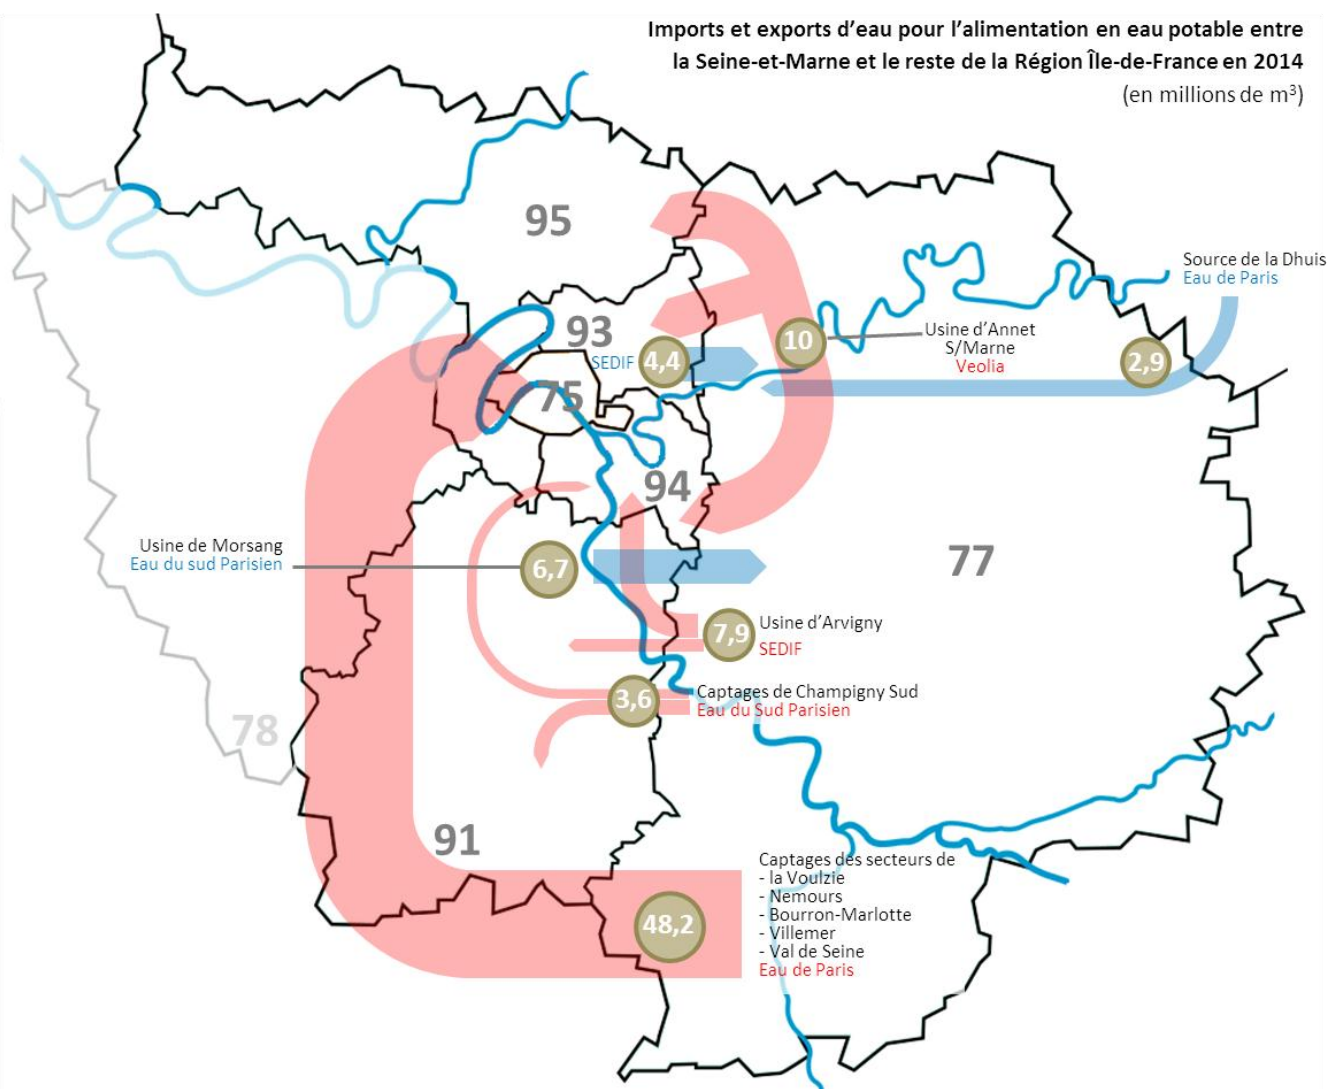 Imports et exports d’eau pour l’alimentation en eau potable entre
la Seine-et-Marne et le reste de la Région Île-de-France en 2014
(en millions de m³)
95
Source de la Dhuis
Eau de Paris
93
10
Usine d’Annet
S/Marne
Veolia
SEDIF
4,4
2,9
75
94
Usine de Morsang
Eau du sud Parisien
6,7
77
7,9
Usine d’Arvigny
SEDIF
3,6
Captages de Champigny Sud
Eau du Sud Parisien
78
91
Captages des secteurs de
- la Voulzie
- Nemours
- Bourron-Marlotte
- Villemer
- Val de Seine
Eau de Paris
48,2